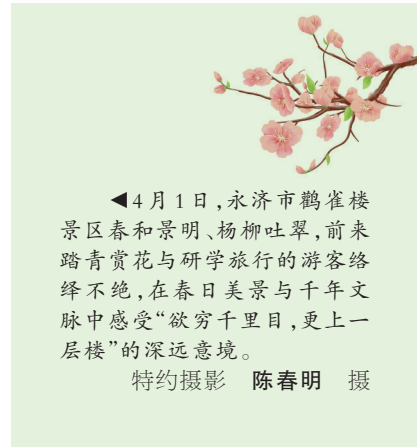 ◀4月1日,永济市鹳雀楼
景区春和景明、杨柳吐翠,前来
踏青赏花与研学旅行的游客络
绎不绝,在春日美景与千年文
脉中感受“欲穷千里目,更上一
层楼”的深远意境。
特约摄影 陈春明 摄